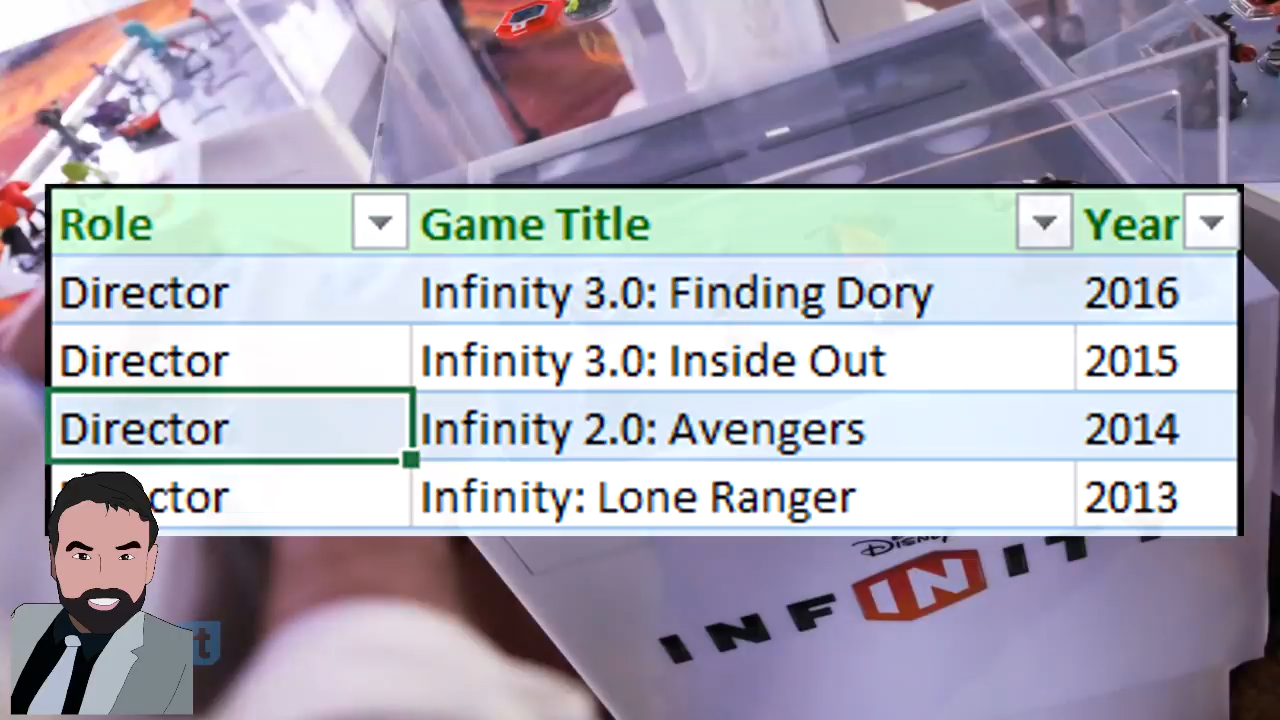 Role Game Title Year
Director Infinity 3.0: Finding Dory 2016
Director Infinity 3.0: Inside Out 2015
Director Infinity 2.0: Avengers 2014
ctor Infinity: Lone Ranger 2013
DISNEY
INFINIT
t